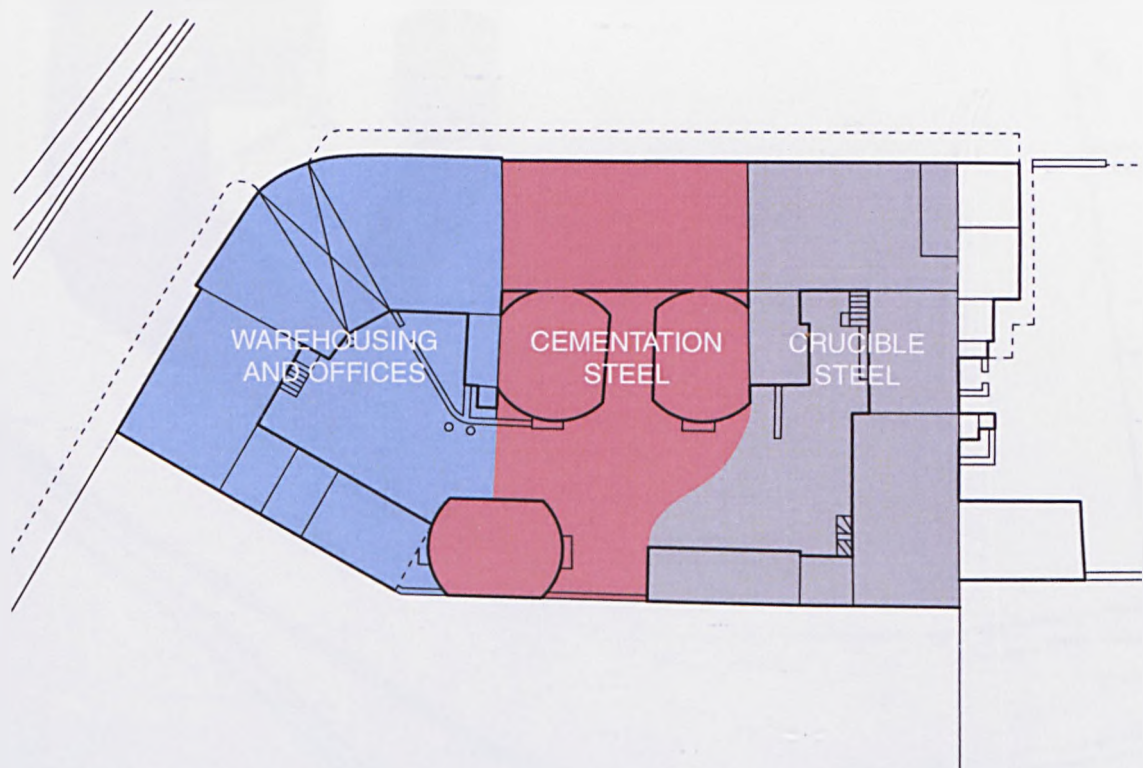 WAREHOUSING
AND OFFICES
CEMENTATION
STEEL
CRUCIBLE
STEEL